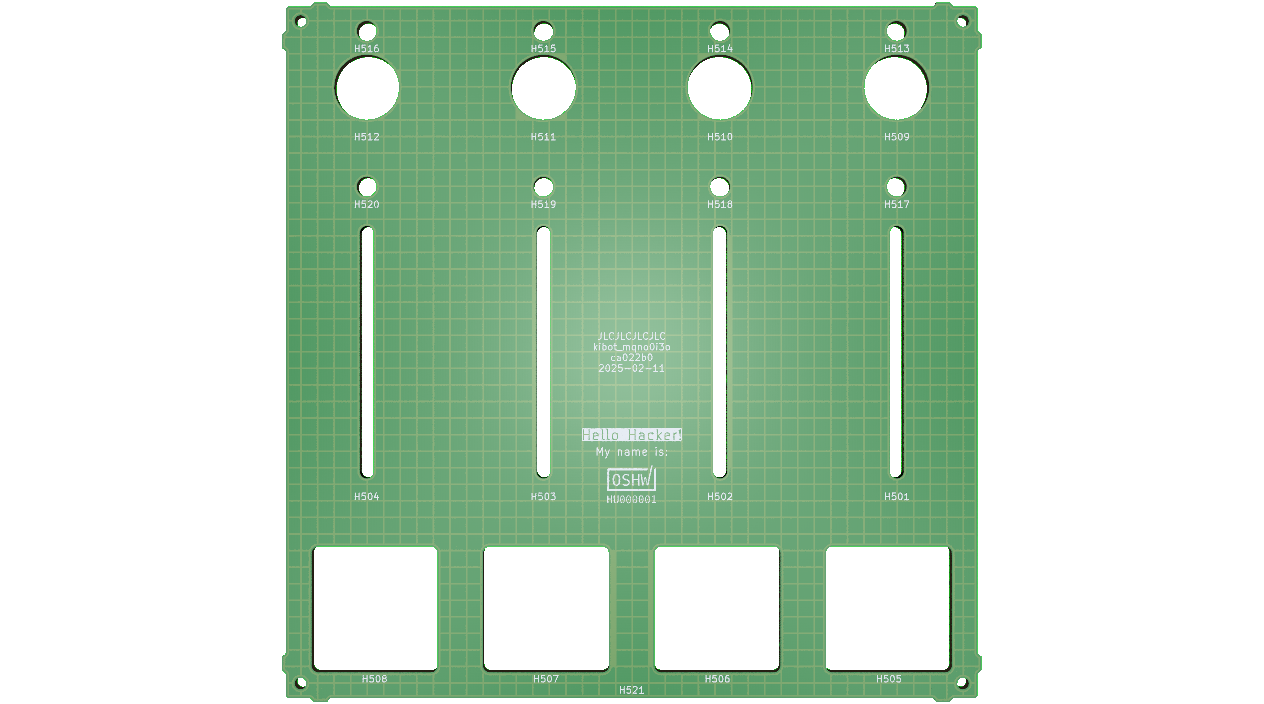 H516 H515 H514 H513
H512 H511 H510 H509
H520 H519 H518 H517
JLCJLCJLCJLC
kibot_mqno0i3o
ca022b0
2025-02-11
Hello Hacker!
My name is:
OSHW
H504 H503 HU000001 H502 H501
H508 H507 H506 H505
H521